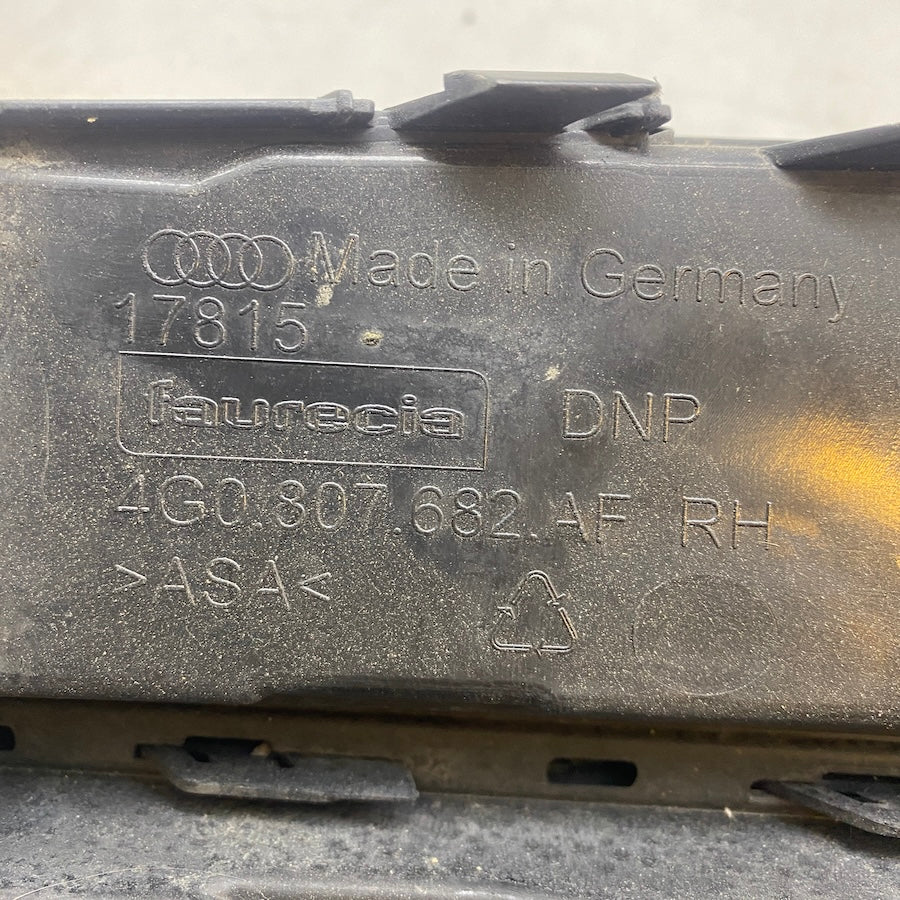 Made in Germany
17815
faurecia DNP
4G0.807.682.AF RH
>ASA<